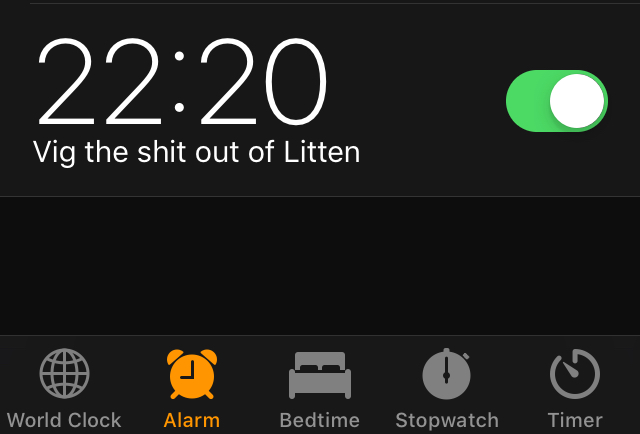 22:20
Vig the shit out of Litten
World Clock Alarm Bedtime Stopwatch Timer